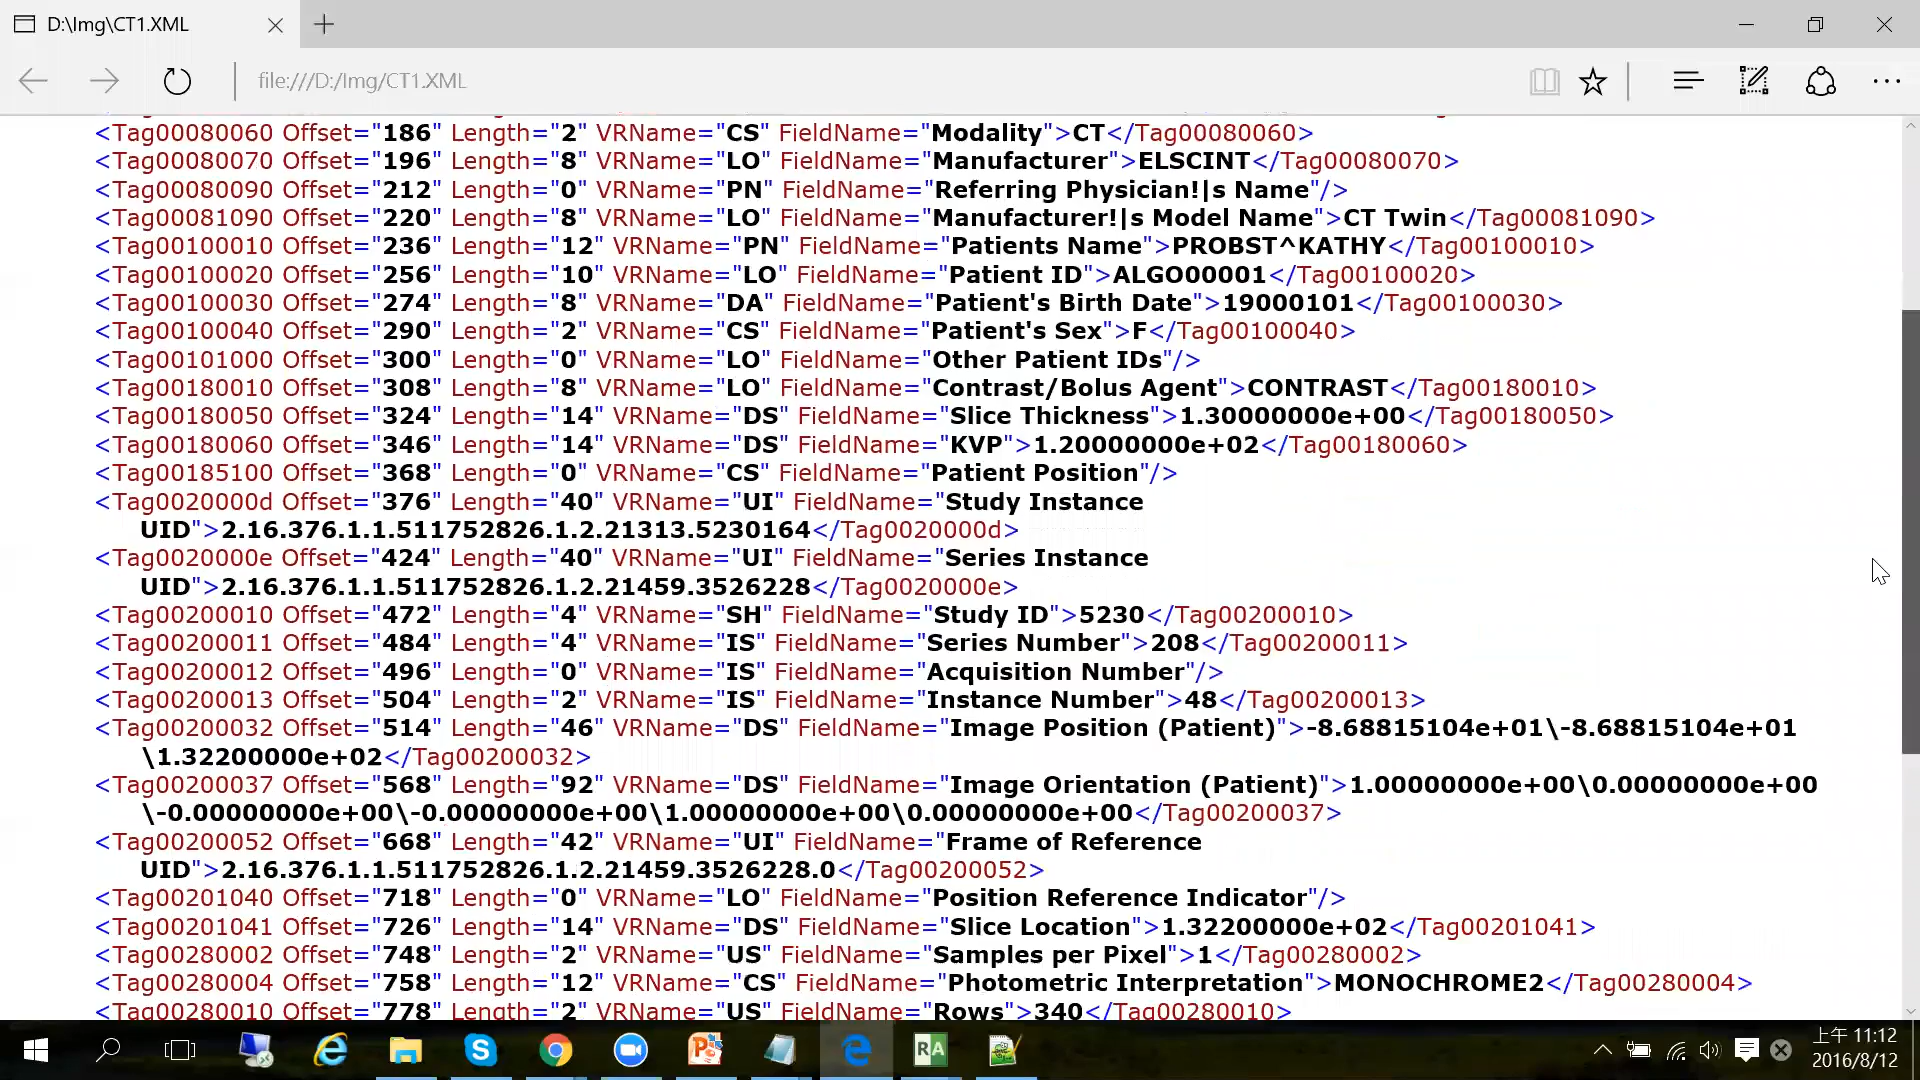 D:\Img\CT1.XML
file:///D:/Img/CT1.XML
<Tag00080060 Offset="186" Length="2" VRName="CS" FieldName="Modality">CT</Tag00080060>
<Tag00080070 Offset="196" Length="8" VRName="LO" FieldName="Manufacturer">ELSCINT</Tag00080070>
<Tag00080090 Offset="212" Length="0" VRName="PN" FieldName="Referring Physician!|s Name"/>
<Tag00081090 Offset="220" Length="8" VRName="LO" FieldName="Manufacturer!|s Model Name">CT Twin</Tag00081090>
<Tag00100010 Offset="236" Length="12" VRName="PN" FieldName="Patients Name">PROBST^KATHY</Tag00100010>
<Tag00100020 Offset="256" Length="10" VRName="LO" FieldName="Patient ID">ALGO00001</Tag00100020>
<Tag00100030 Offset="274" Length="8" VRName="DA" FieldName="Patient's Birth Date">19000101</Tag00100030>
<Tag00100040 Offset="290" Length="2" VRName="CS" FieldName="Patient's Sex">F</Tag00100040>
<Tag00101000 Offset="300" Length="0" VRName="LO" FieldName="Other Patient IDs"/>
<Tag00180010 Offset="308" Length="8" VRName="LO" FieldName="Contrast/Bolus Agent">CONTRAST</Tag00180010>
<Tag00180050 Offset="324" Length="14" VRName="DS" FieldName="Slice Thickness">1.30000000e+00</Tag00180050>
<Tag00180060 Offset="346" Length="14" VRName="DS" FieldName="KVP">1.20000000e+02</Tag00180060>
<Tag00185100 Offset="368" Length="0" VRName="CS" FieldName="Patient Position"/>
<Tag0020000d Offset="376" Length="40" VRName="UI" FieldName="Study Instance
UID">2.16.376.1.1.511752826.1.2.21313.5230164</Tag0020000d>
<Tag0020000e Offset="424" Length="40" VRName="UI" FieldName="Series Instance
UID">2.16.376.1.1.511752826.1.2.21459.3526228</Tag0020000e>
<Tag00200010 Offset="472" Length="4" VRName="SH" FieldName="Study ID">5230</Tag00200010>
<Tag00200011 Offset="484" Length="4" VRName="IS" FieldName="Series Number">208</Tag00200011>
<Tag00200012 Offset="496" Length="0" VRName="IS" FieldName="Acquisition Number"/>
<Tag00200013 Offset="504" Length="2" VRName="IS" FieldName="Instance Number">48</Tag00200013>
<Tag00200032 Offset="514" Length="46" VRName="DS" FieldName="Image Position (Patient)">-8.68815104e+01\-8.68815104e+01
\1.32200000e+02</Tag00200032>
<Tag00200037 Offset="568" Length="92" VRName="DS" FieldName="Image Orientation (Patient)">1.00000000e+00\0.00000000e+00
\-0.00000000e+00\-0.00000000e+00\1.00000000e+00\0.00000000e+00</Tag00200037>
<Tag00200052 Offset="668" Length="42" VRName="UI" FieldName="Frame of Reference
UID">2.16.376.1.1.511752826.1.2.21459.3526228.0</Tag00200052>
<Tag00201040 Offset="718" Length="0" VRName="LO" FieldName="Position Reference Indicator"/>
<Tag00201041 Offset="726" Length="14" VRName="DS" FieldName="Slice Location">1.32200000e+02</Tag00201041>
<Tag00280002 Offset="748" Length="2" VRName="US" FieldName="Samples per Pixel">1</Tag00280002>
<Tag00280004 Offset="758" Length="12" VRName="CS" FieldName="Photometric Interpretation">MONOCHROME2</Tag00280004>
<Tag00280010 Offset="778" Length="2" VRName="US" FieldName="Rows">340</Tag00280010>
RA
上午 11:12
2016/8/12